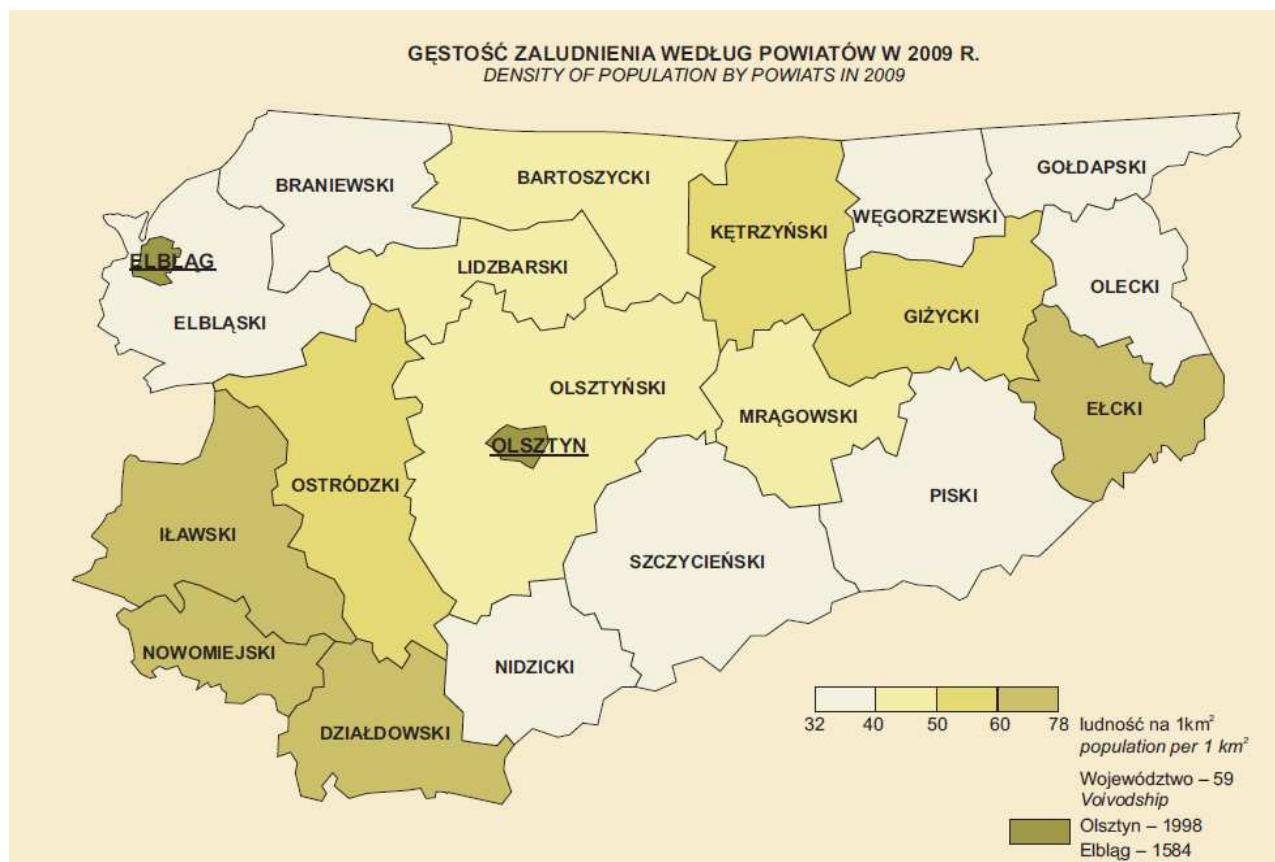 GĘSTOŚĆ ZALUDNIENIA WEDŁUG POWIATÓW W 2009 R.
DENSITY OF POPULATION BY POWIATS IN 2009
BRANIEWSKI
BARTOSZYCKI
GOŁDAPSKI
WĘGORZEWSKI
KĘTRZYŃSKI
ELBLĄG
LIDZBARSKI
OLECKI
ELBLĄSKI
GIŻYCKI
OLSZTYŃSKI
MRĄGOWSKI
EŁCKI
OLSZTYN
OSTRÓDZKI
PISKI
IŁAWSKI
SZCZYCIEŃSKI
NOWOMIEJSKI
NIDZICKI
DZIAŁDOWSKI
32 40 50 60 78 ludność na 1km²
population per 1 km²
Województwo – 59
Voivodship
Olsztyn – 1998
Elbląg – 1584